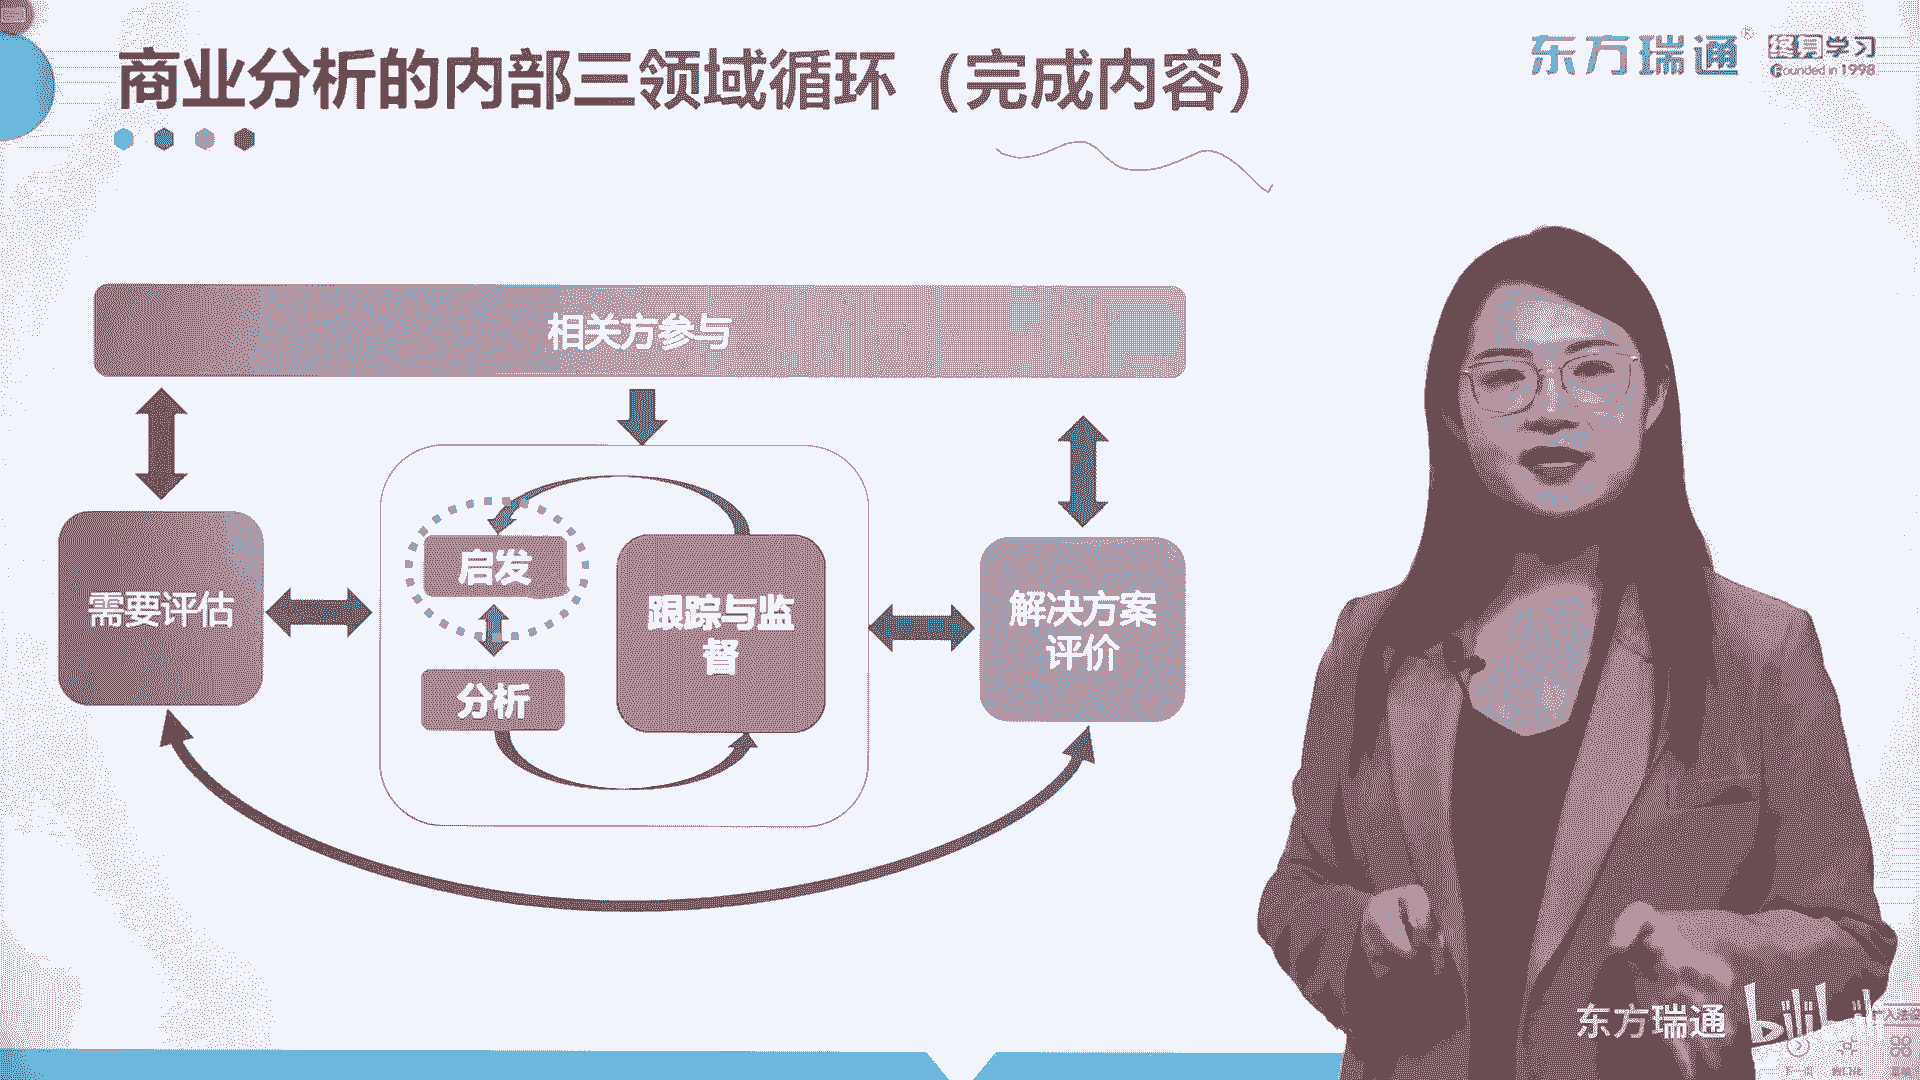 商业分析的内部三领域循环（完成内容）
东方瑞通®
终身学习
Founded in 1998
相关方参与
需要评估
启发
分析
跟踪与监
督
解决方案
评价
东方瑞通
bilibili